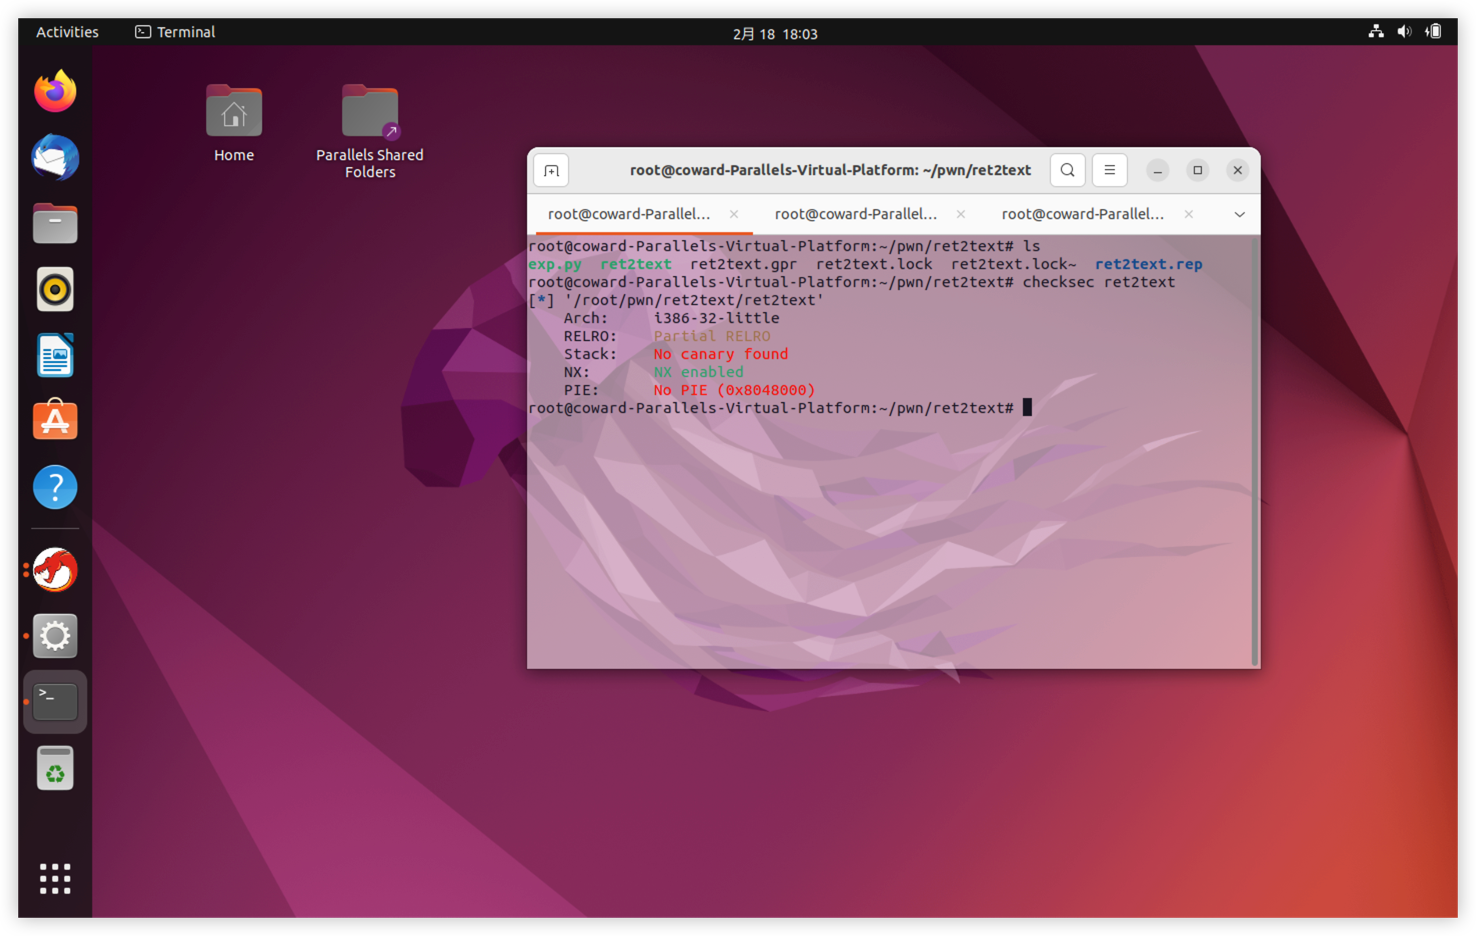 Activities Terminal 2月 18 18:03
Home
Parallels Shared
Folders
root@coward-Parallels-Virtual-Platform: ~/pwn/ret2text
root@coward-Parallel... root@coward-Parallel... root@coward-Parallel...
root@coward-Parallels-Virtual-Platform:~/pwn/ret2text# ls
exp.py ret2text ret2text.gpr ret2text.lock ret2text.lock~ ret2text.rep
root@coward-Parallels-Virtual-Platform:~/pwn/ret2text# checksec ret2text
[*] '/root/pwn/ret2text/ret2text'
Arch: i386-32-little
RELRO: Partial RELRO
Stack: No canary found
NX: NX enabled
PIE: No PIE (0x8048000)
root@coward-Parallels-Virtual-Platform:~/pwn/ret2text#